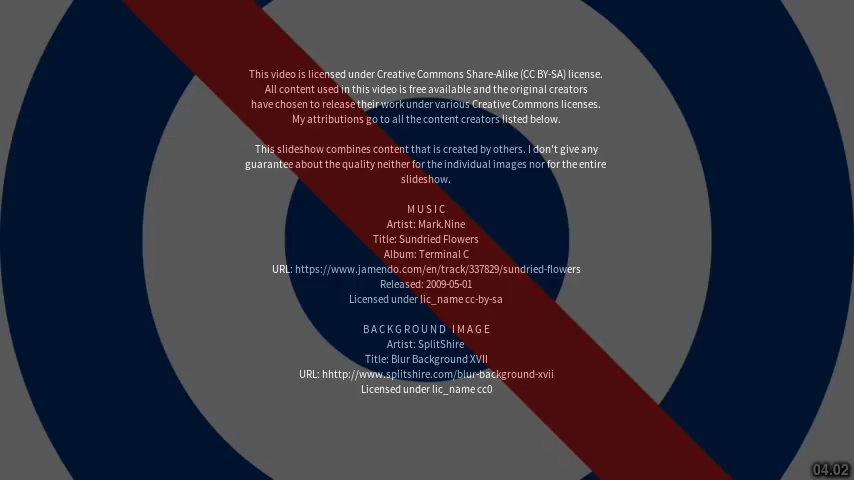 This video is licensed under Creative Commons Share-Alike (CC BY-SA) license.
All content used in this video is free available and the original creators
have chosen to release their work under various Creative Commons licenses.
My attributions go to all the content creators listed below.
This slideshow combines content that is created by others. I don't give any
guarantee about the quality neither for the individual images nor for the entire
slideshow.
MUSIC
Artist: Mark.Nine
Title: Sundried Flowers
Album: Terminal C
URL: https://www.jamendo.com/en/track/337829/sundried-flowers
Released: 2009-05-01
Licensed under lic_name cc-by-sa
BACKGROUND IMAGE
Artist: SplitShire
Title: Blur Background XVII
URL: hhttp://www.splitshire.com/blur-background-xvii
Licensed under lic_name cc0
04.02